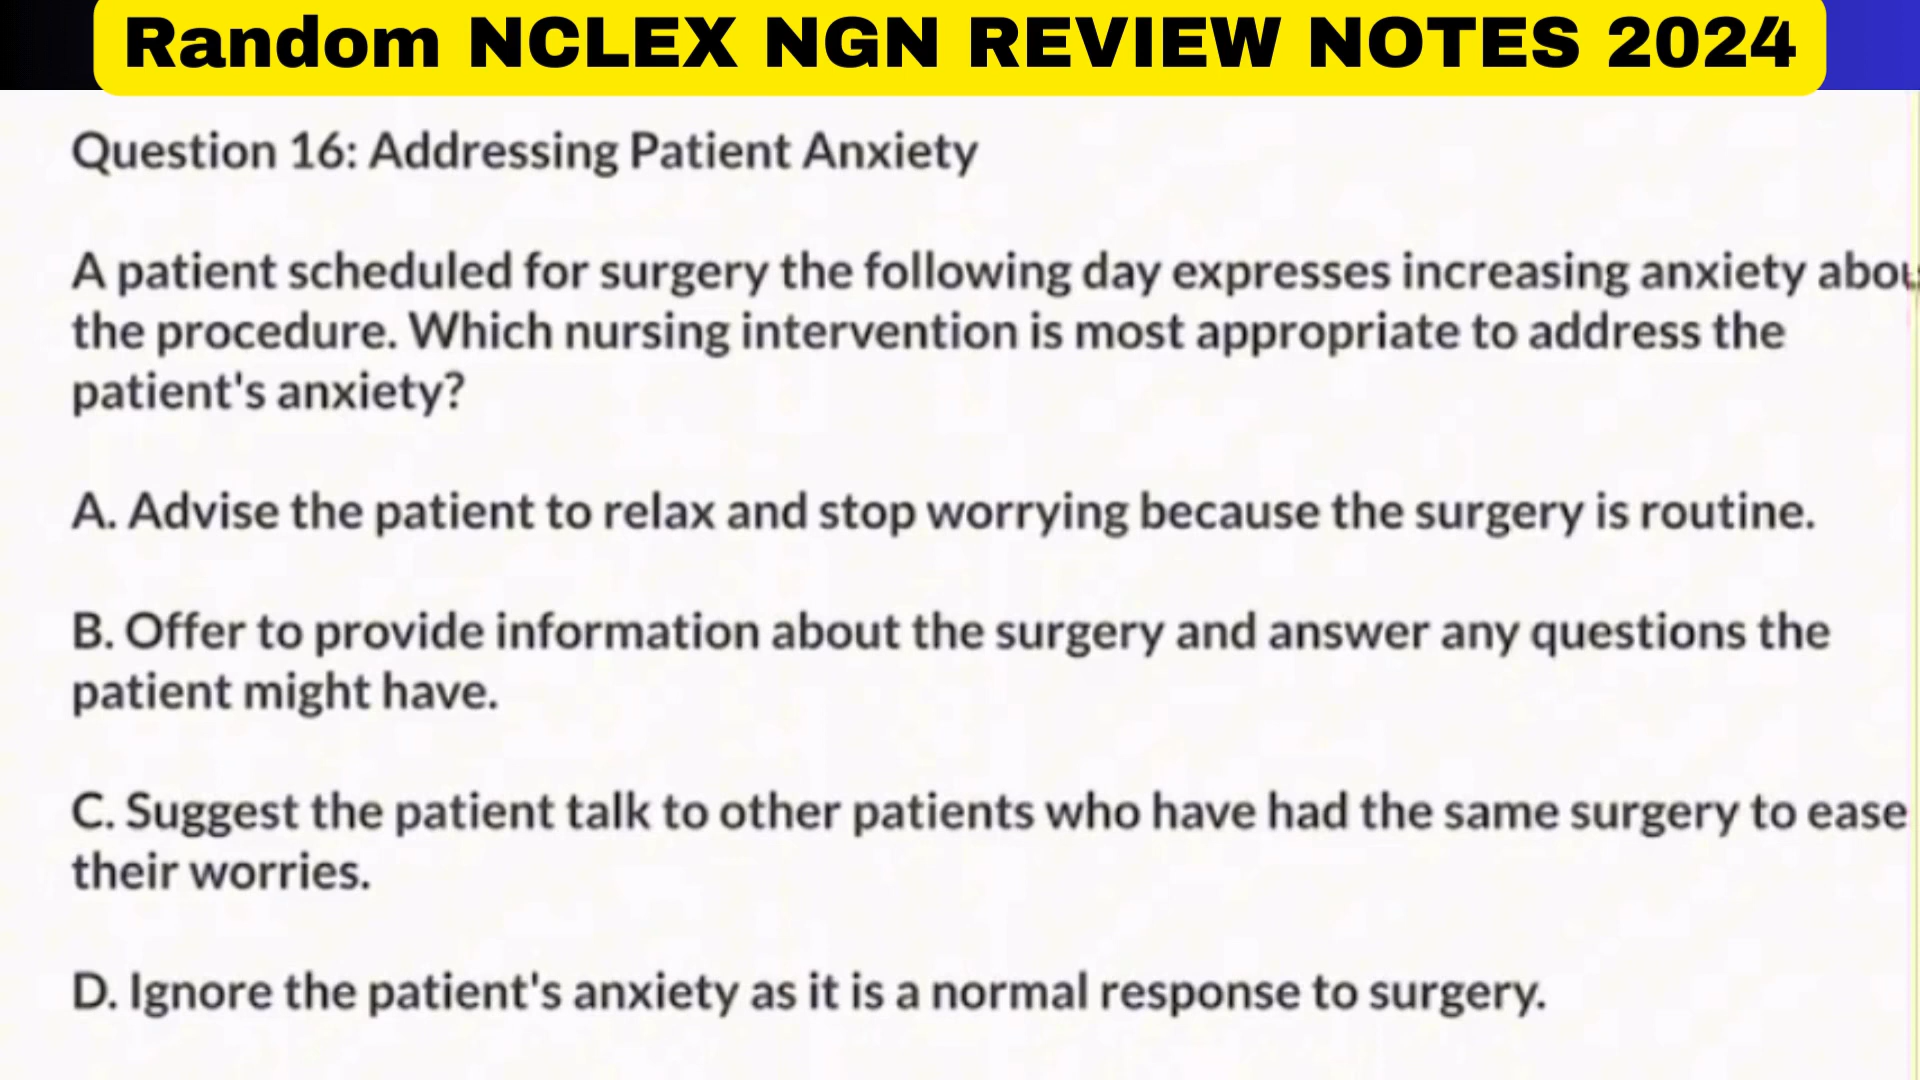 Random NCLEX NGN REVIEW NOTES 2024
Question 16: Addressing Patient Anxiety
A patient scheduled for surgery the following day expresses increasing anxiety abou
the procedure. Which nursing intervention is most appropriate to address the
patient's anxiety?
A. Advise the patient to relax and stop worrying because the surgery is routine.
B. Offer to provide information about the surgery and answer any questions the
patient might have.
C. Suggest the patient talk to other patients who have had the same surgery to ease
their worries.
D. Ignore the patient's anxiety as it is a normal response to surgery.